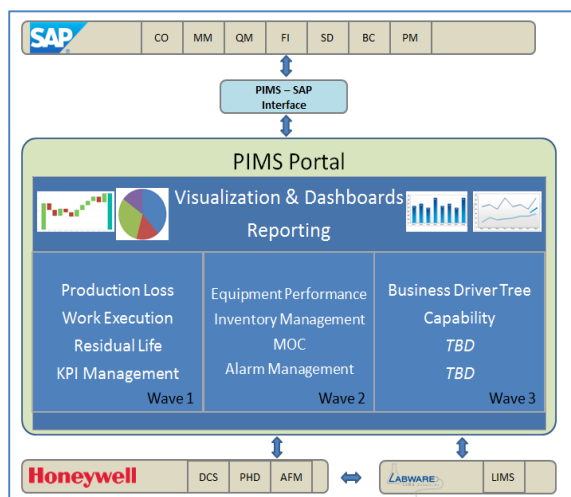 SAP CO MM QM FI SD BC PM
PIMS – SAP
Interface
PIMS Portal
Visualization & Dashboards
Reporting
Production Loss
Work Execution
Residual Life
KPI Management
Wave 1
Equipment Performance
Inventory Management
MOC
Alarm Management
Wave 2
Business Driver Tree
Capability
TBD
TBD
Wave 3
Honeywell DCS PHD AFM
LABWARE LIMS